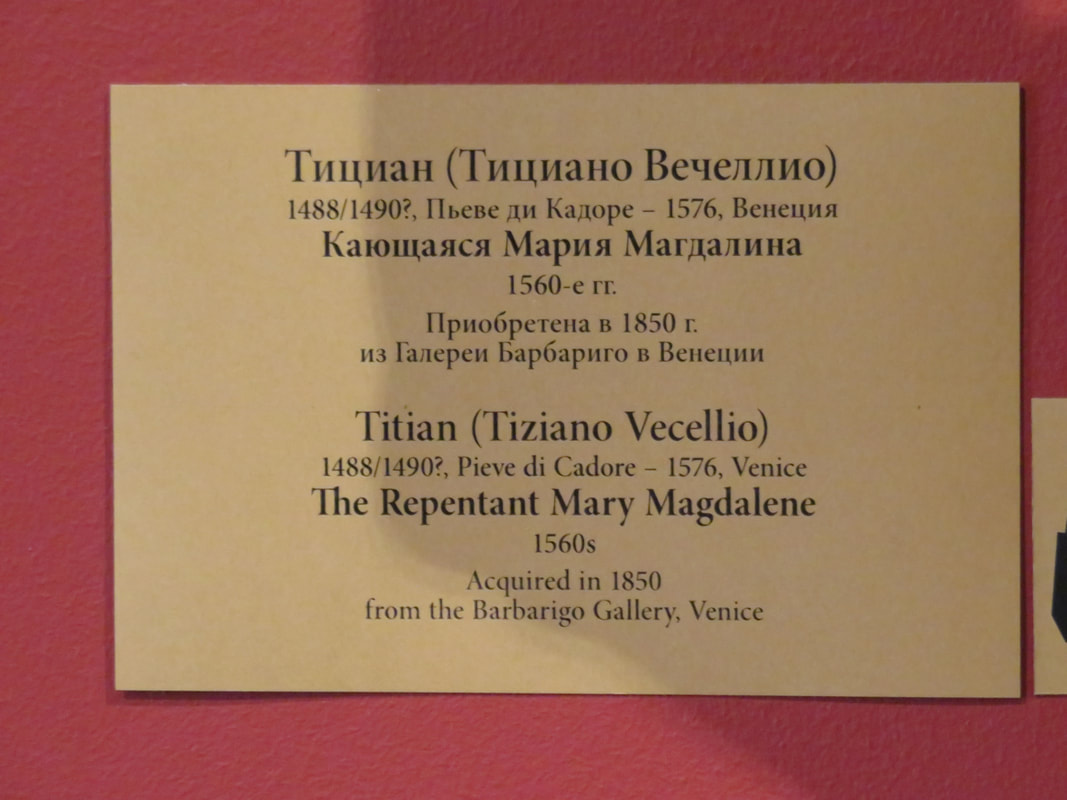 Тициан (Тициано Вечеллио)
1488/1490?, Пьеве ди Кадоре – 1576, Венеция
Кающаяся Мария Магдалина
1560-е гг.
Приобретена в 1850 г.
из Галереи Барбариго в Венеции
Titian (Tiziano Vecellio)
1488/1490?, Pieve di Cadore – 1576, Venice
The Repentant Mary Magdalene
1560s
Acquired in 1850
from the Barbarigo Gallery, Venice